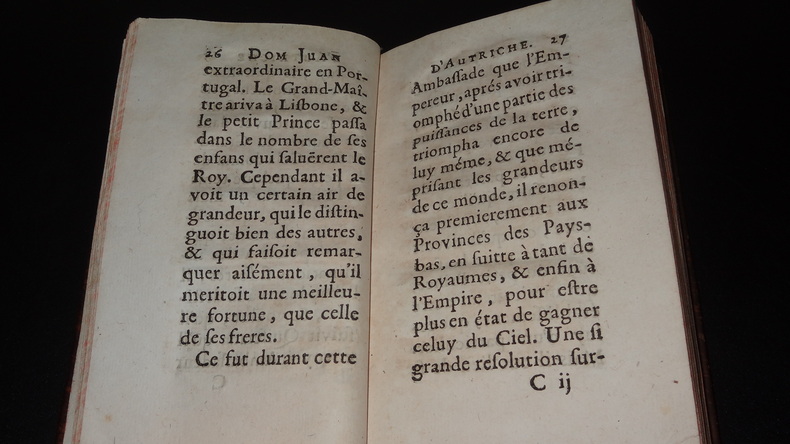 26 DOM JUAN
extraordinaire en Por-
tugal. Le Grand-Maî-
tre ariva à Liſbone, &
le petit Prince paſſa
dans le nombre de ſes
enfans qui ſaluërent le
Roy. Cependant il a-
voit un certain air de
grandeur, qui le diſtin-
guoit bien des autres,
& qui faiſoit remar-
quer aiſément, qu'il
meritoit une meilleu-
re fortune, que celle
de ſes freres.
Ce fut durant cette
D'AUTRICHE. 27
Ambaſſade que l'Em-
pereur, aprés avoir tri-
omphé d'une partie des
puiſſances de la terre,
triompha encore de
luy méme, & que mé-
priſant les grandeurs
de ce monde, il renon-
ça premierement aux
Provinces des Pays-
bas, en ſuitte à tant de
Royaumes, & enfin à
l'Empire, pour eſtre
plus en état de gagner
celuy du Ciel. Une ſi
grande reſolution ſur-
C ij